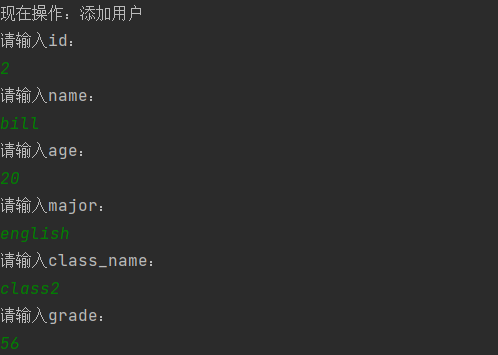 现在操作：添加用户
请输入id：
2
请输入name：
bill
请输入age：
20
请输入major：
english
请输入class_name：
class2
请输入grade：
56